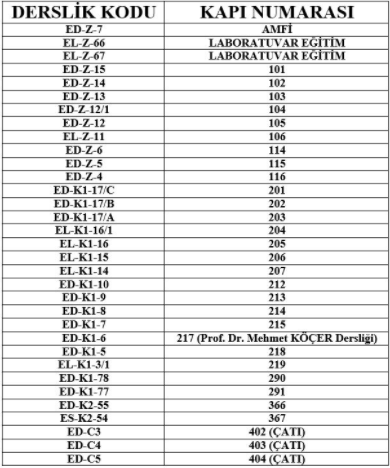 DERSLİK KODU KAPI NUMARASI
ED-Z-7 AMFİ
EL-Z-66 LABORATUVAR EĞİTİM
EL-Z-67 LABORATUVAR EĞİTİM
ED-Z-15 101
ED-Z-14 102
ED-Z-13 103
ED-Z-12/1 104
ED-Z-12 105
EL-Z-11 106
ED-Z-6 114
ED-Z-5 115
ED-Z-4 116
ED-K1-17/C 201
ED-K1-17/B 202
ED-K1-17/A 203
EL-K1-16/1 204
EL-K1-16 205
EL-K1-15 206
EL-K1-14 207
ED-K1-10 212
ED-K1-9 213
ED-K1-8 214
ED-K1-7 215
ED-K1-6 217 (Prof. Dr. Mehmet KÖÇER Dersliği)
ED-K1-5 218
EL-K1-3/1 219
ED-K1-78 290
ED-K1-77 291
ED-K2-55 366
ES-K2-54 367
ED-C3 402 (ÇATI)
ED-C4 403 (ÇATI)
ED-C5 404 (ÇATI)